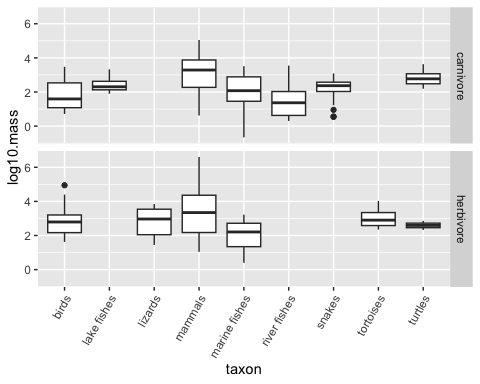 6
4
2
0
carnivore
log10.mass
6
4
2
0
herbivore
birds
lake fishes
lizards
mammals
marine fishes
river fishes
snakes
tortoises
turtles
taxon